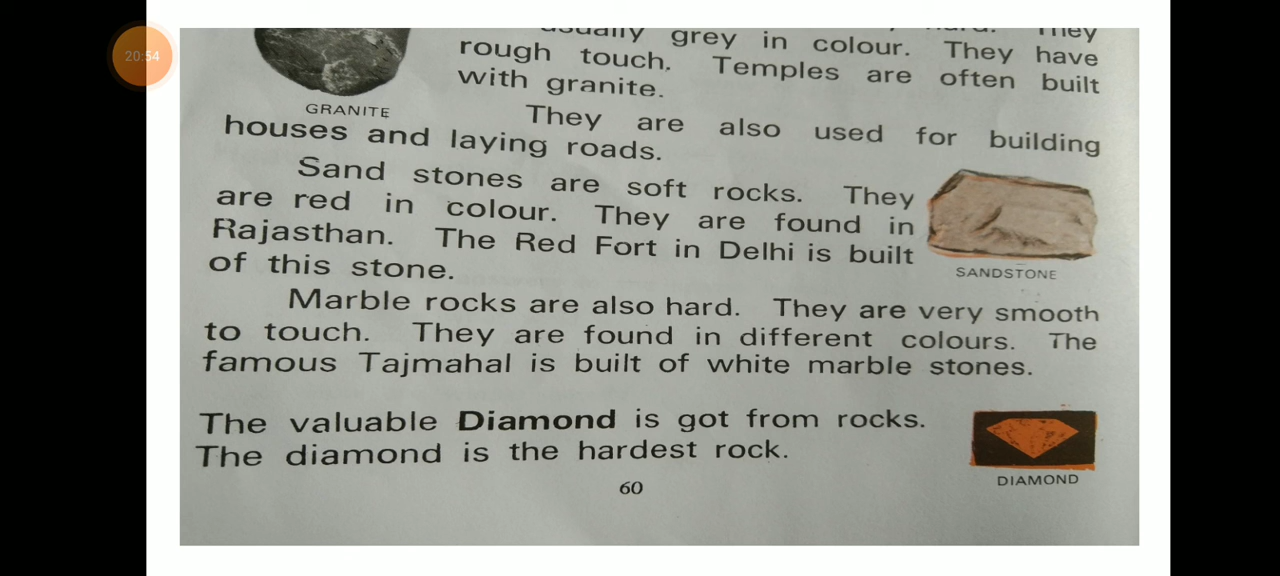 20:54
usually grey in colour. They have
rough touch. Temples are often built
with granite.
GRANITE
They are also used for building
houses and laying roads.
Sand stones are soft rocks. They
are red in colour. They are found in
Rajasthan. The Red Fort in Delhi is built
of this stone.
SANDSTONE
Marble rocks are also hard. They are very smooth
to touch. They are found in different colours. The
famous Tajmahal is built of white marble stones.
The valuable Diamond is got from rocks.
The diamond is the hardest rock.
DIAMOND
60